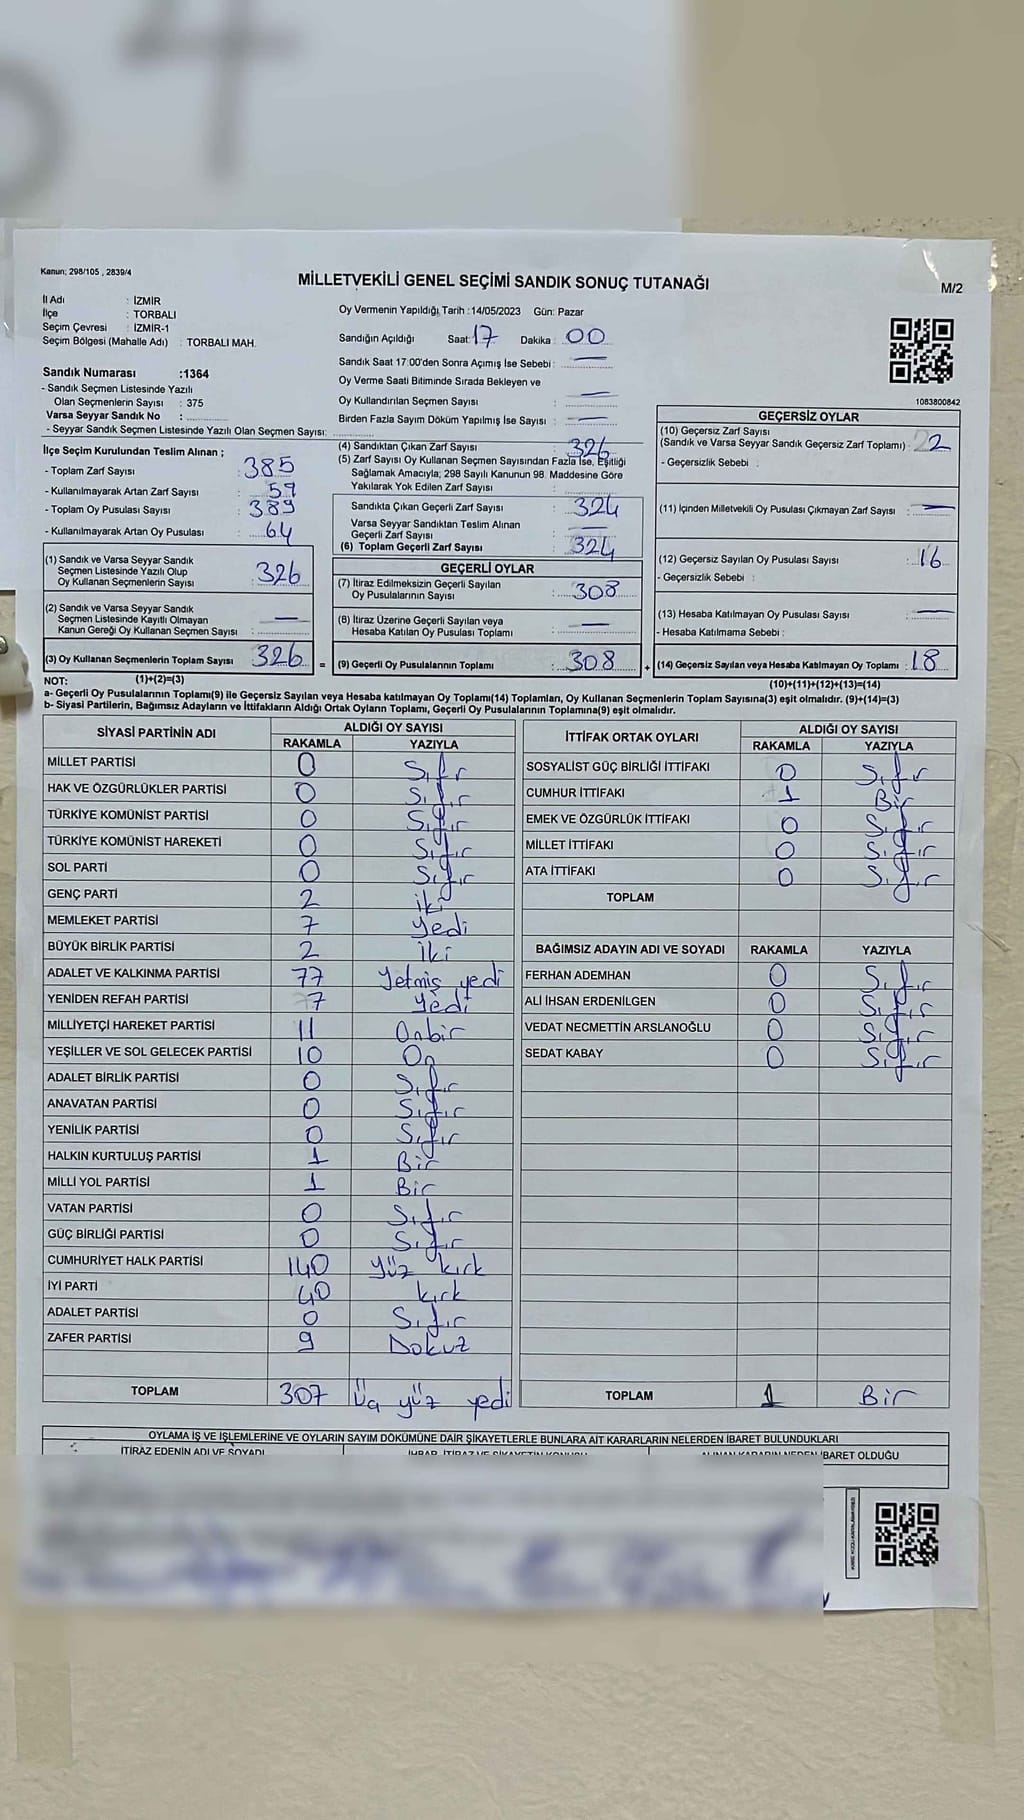 54
Kanun; 298/105 , 2839/4
MİLLETVEKİLİ GENEL SEÇİMİ SANDIK SONUÇ TUTANAĞI
M/2
İl Adı : İZMİR
İlçe : TORBALI
Seçim Çevresi : İZMİR-1
Seçim Bölgesi (Mahalle Adı) : TORBALI MAH.
Sandık Numarası :1364
- Sandık Seçmen Listesinde Yazılı
Olan Seçmenlerin Sayısı : 375
Varsa Seyyar Sandık No :
- Seyyar Sandık Seçmen Listesinde Yazılı Olan Seçmen Sayısı:
İlçe Seçim Kurulundan Teslim Alınan ;
- Toplam Zarf Sayısı : 385
- Kullanılmayarak Artan Zarf Sayısı : 59
- Toplam Oy Pusulası Sayısı : 389
- Kullanılmayarak Artan Oy Pusulası : 64
(1) Sandık ve Varsa Seyyar Sandık
Seçmen Listesinde Yazılı Olup
Oy Kullanan Seçmenlerin Sayısı : 326
(2) Sandık ve Varsa Seyyar Sandık
Seçmen Listesinde Kayıtlı Olmayan
Kanun Gereği Oy Kullanan Seçmen Sayısı : —
(3) Oy Kullanan Seçmenlerin Toplam Sayısı : 326 =
(1)+(2)=(3)
Oy Vermenin Yapıldığı Tarih :14/05/2023 Gün: Pazar
Sandığın Açıldığı Saat: 17 Dakika : 00
Sandık Saat 17:00'den Sonra Açımış İse Sebebi : —
Oy Verme Saati Bitiminde Sırada Bekleyen ve
Oy Kullandırılan Seçmen Sayısı : —
Birden Fazla Sayım Döküm Yapılmış İse Sayısı : —
(4) Sandıktan Çıkan Zarf Sayısı : 326
(5) Zarf Sayısı Oy Kullanan Seçmen Sayısından Fazla İse, Eşitliği
Sağlamak Amacıyla; 298 Sayılı Kanunun 98. Maddesine Göre
Yakılarak Yok Edilen Zarf Sayısı :
Sandıkta Çıkan Geçerli Zarf Sayısı : 324
Varsa Seyyar Sandıktan Teslim Alınan
Geçerli Zarf Sayısı : —
(6) Toplam Geçerli Zarf Sayısı : 324
GEÇERLİ OYLAR
(7) İtiraz Edilmeksizin Geçerli Sayılan
Oy Pusulalarının Sayısı : 308
(8) İtiraz Üzerine Geçerli Sayılan veya
Hesaba Katılan Oy Pusulası Toplamı : —
(9) Geçerli Oy Pusulalarının Toplamı : 308 +
1083800842
GEÇERSİZ OYLAR
(10) Geçersiz Zarf Sayısı
(Sandık ve Varsa Seyyar Sandık Geçersiz Zarf Toplamı) : 2
- Geçersizlik Sebebi :
(11) İçinden Milletvekili Oy Pusulası Çıkmayan Zarf Sayısı : —
(12) Geçersiz Sayılan Oy Pusulası Sayısı : 16
- Geçersizlik Sebebi :
(13) Hesaba Katılmayan Oy Pusulası Sayısı : —
- Hesaba Katılmama Sebebi :
(14) Geçersiz Sayılan veya Hesaba Katılmayan Oy Toplamı : 18
(10)+(11)+(12)+(13)=(14)
NOT:
a- Geçerli Oy Pusulalarının Toplamı(9) ile Geçersiz Sayılan veya Hesaba katılmayan Oy Toplamı(14) Toplamları, Oy Kullanan Seçmenlerin Toplam Sayısına(3) eşit olmalıdır. (9)+(14)=(3)
b- Siyasi Partilerin, Bağımsız Adayların ve İttifakların Aldığı Ortak Oyların Toplamı, Geçerli Oy Pusulalarının Toplamına(9) eşit olmalıdır.
SİYASİ PARTİNİN ADI ALDIĞI OY SAYISI
RAKAMLA YAZIYLA
MİLLET PARTİSİ 0 Sıfır
HAK VE ÖZGÜRLÜKLER PARTİSİ 0 Sıfır
TÜRKİYE KOMÜNİST PARTİSİ 0 Sıfır
TÜRKİYE KOMÜNİST HAREKETİ 0 Sıfır
SOL PARTİ 0 Sıfır
GENÇ PARTİ 2 iki
MEMLEKET PARTİSİ 7 yedi
BÜYÜK BİRLİK PARTİSİ 2 İki
ADALET VE KALKINMA PARTİSİ 77 Yetmiş yedi
YENİDEN REFAH PARTİSİ 7 Yedi
MİLLİYETÇİ HAREKET PARTİSİ 11 Onbir
YEŞİLLER VE SOL GELECEK PARTİSİ 10 On
ADALET BİRLİK PARTİSİ 0 Sıfır
ANAVATAN PARTİSİ 0 Sıfır
YENİLİK PARTİSİ 0 Sıfır
HALKIN KURTULUŞ PARTİSİ 1 Bir
MİLLİ YOL PARTİSİ 1 Bir
VATAN PARTİSİ 0 Sıfır
GÜÇ BİRLİĞİ PARTİSİ 0 Sıfır
CUMHURİYET HALK PARTİSİ 140 yüz kırk
İYİ PARTİ 40 kırk
ADALET PARTİSİ 0 Sıfır
ZAFER PARTİSİ 9 Dokuz
TOPLAM 307 Üç yüz yedi
İTTİFAK ORTAK OYLARI ALDIĞI OY SAYISI
RAKAMLA YAZIYLA
SOSYALİST GÜÇ BİRLİĞİ İTTİFAKI 0 Sıfır
CUMHUR İTTİFAKI 1 Bir
EMEK VE ÖZGÜRLÜK İTTİFAKI 0 Sıfır
MİLLET İTTİFAKI 0 Sıfır
ATA İTTİFAKI 0 Sıfır
TOPLAM
BAĞIMSIZ ADAYIN ADI VE SOYADI RAKAMLA YAZIYLA
FERHAN ADEMHAN 0 Sıfır
ALİ İHSAN ERDENİLGEN 0 Sıfır
VEDAT NECMETTİN ARSLANOĞLU 0 Sıfır
SEDAT KABAY 0 Sıfır
TOPLAM 1 Bir
OYLAMA İŞ VE İŞLEMLERİNE VE OYLARIN SAYIM DÖKÜMÜNE DAİR ŞİKAYETLERLE BUNLARA AİT KARARLARIN NELERDEN İBARET BULUNDUKLARI
İTİRAZ EDENİN ADI VE SOYADI İHBAR, İTİRAZ VE ŞİKAYETİN KONUSU ALINAN KARARIN NEDEN İBARET OLDUĞU